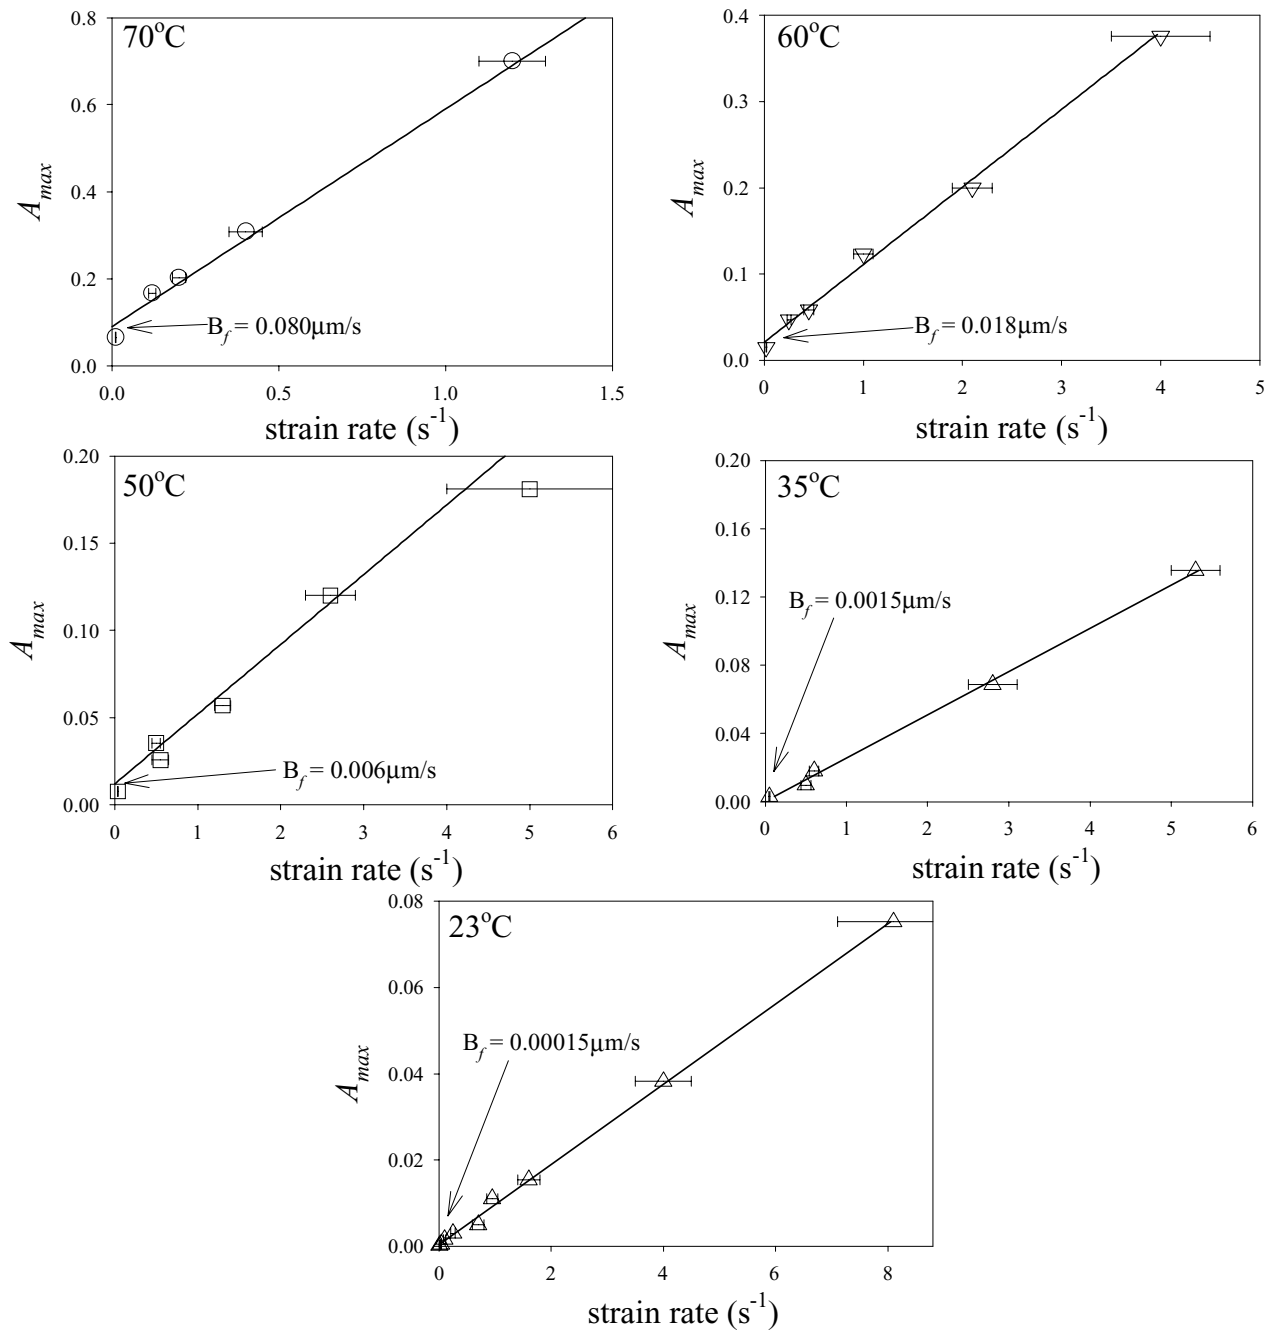 70°C
0.8
0.6
0.4
0.2
0.0
A_max
B_f = 0.080μm/s
0.0 0.5 1.0 1.5
strain rate (s⁻¹)
60°C
0.4
0.3
0.2
0.1
0.0
A_max
B_f = 0.018μm/s
0 1 2 3 4 5
strain rate (s⁻¹)
50°C
0.20
0.15
0.10
0.05
0.00
A_max
B_f = 0.006μm/s
0 1 2 3 4 5 6
strain rate (s⁻¹)
35°C
0.20
0.16
0.12
0.08
0.04
0.00
A_max
B_f = 0.0015μm/s
0 1 2 3 4 5 6
strain rate (s⁻¹)
23°C
0.08
0.06
0.04
0.02
0.00
A_max
B_f = 0.00015μm/s
0 2 4 6 8
strain rate (s⁻¹)